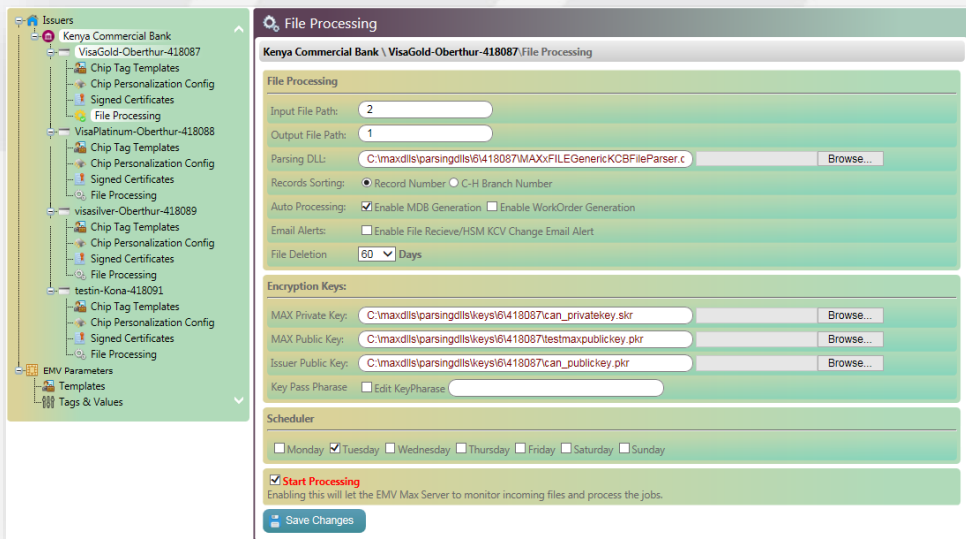 Issuers
Kenya Commercial Bank
VisaGold-Oberthur-418087
Chip Tag Templates
Chip Personalization Config
Signed Certificates
File Processing
VisaPlatinum-Oberthur-418088
Chip Tag Templates
Chip Personalization Config
Signed Certificates
File Processing
visasilver-Oberthur-418089
Chip Tag Templates
Chip Personalization Config
Signed Certificates
File Processing
testin-Kona-418091
Chip Tag Templates
Chip Personalization Config
Signed Certificates
File Processing
EMV Parameters
Templates
Tags & Values
File Processing
Kenya Commercial Bank \ VisaGold-Oberthur-418087\File Processing
File Processing
Input File Path: 2
Output File Path: 1
Parsing DLL: C:\maxdlls\parsingdlls\6\418087\MAXxFILEGenericKCBFileParser.d Browse...
Records Sorting: Record Number C-H Branch Number
Auto Processing: Enable MDB Generation Enable WorkOrder Generation
Email Alerts: Enable File Recieve/HSM KCV Change Email Alert
File Deletion 60 Days
Encryption Keys:
MAX Private Key: C:\maxdlls\parsingdlls\keys\6\418087\can_privatekey.skr Browse...
MAX Public Key: C:\maxdlls\parsingdlls\keys\6\418087\testmaxpublickey.pkr Browse...
Issuer Public Key: C:\maxdlls\parsingdlls\keys\6\418087\can_publickey.pkr Browse...
Key Pass Pharase Edit KeyPharase
Scheduler
Monday Tuesday Wednesday Thursday Friday Saturday Sunday
Start Processing
Enabling this will let the EMV Max Server to monitor incoming files and process the jobs.
Save Changes